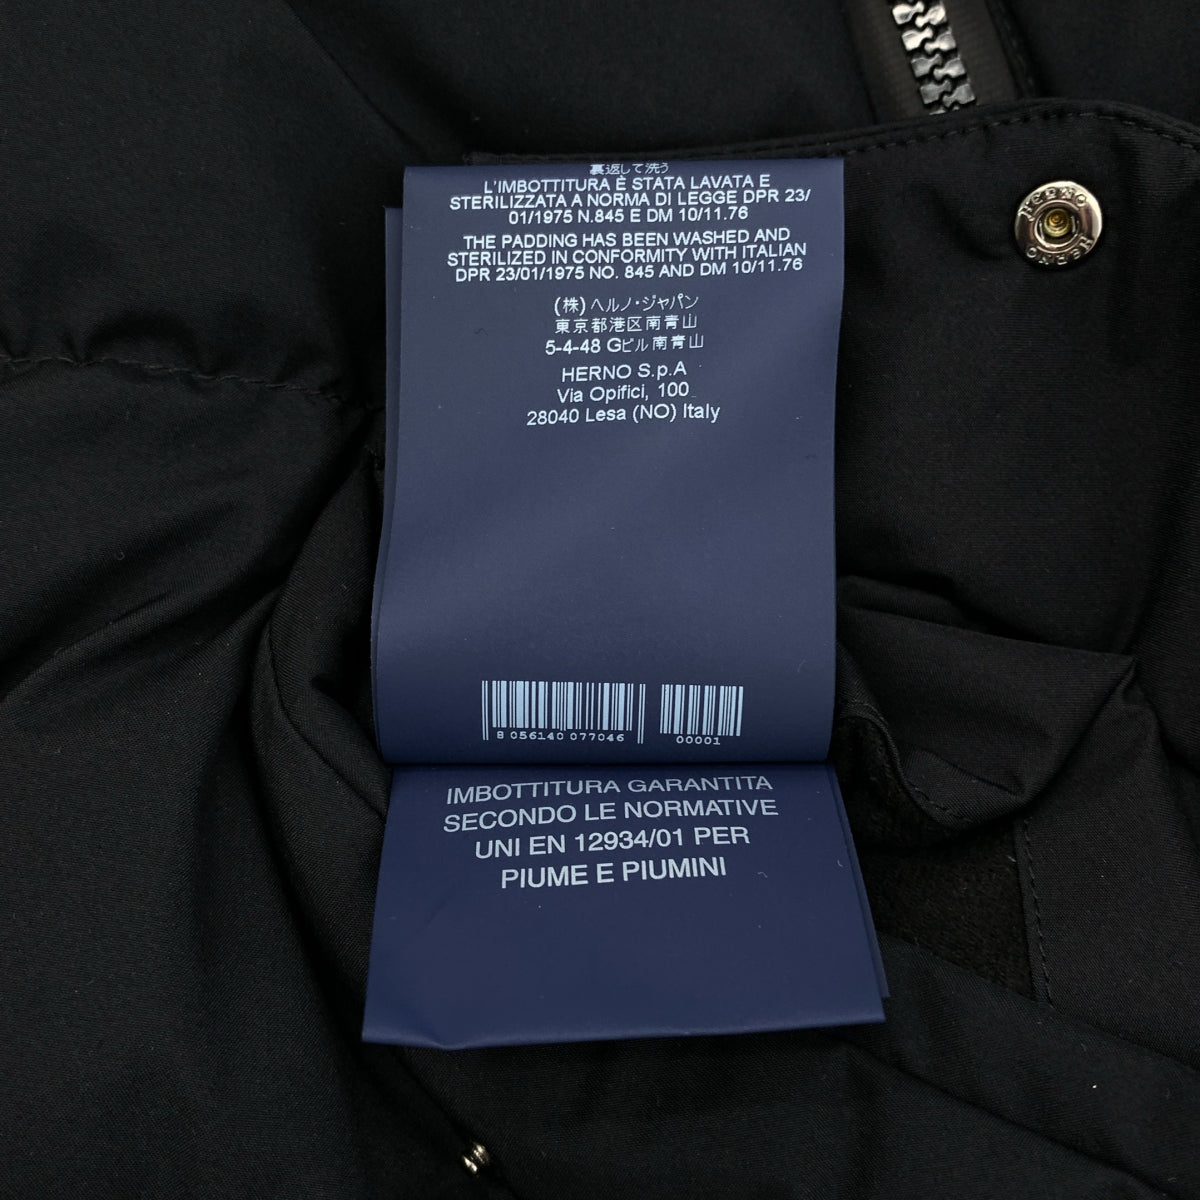 裏返して洗う
L'IMBOTTITURA È STATA LAVATA E
STERILIZZATA A NORMA DI LEGGE DPR 23/
01/1975 N.845 E DM 10/11.76
THE PADDING HAS BEEN WASHED AND
STERILIZED IN CONFORMITY WITH ITALIAN
DPR 23/01/1975 NO. 845 AND DM 10/11.76
(株)ヘルノ・ジャパン
東京都港区南青山
5-4-48 Gビル南青山
HERNO S.p.A
Via Opifici, 100
28040 Lesa (NO) Italy
8 056140 077046
00001
IMBOTTITURA GARANTITA
SECONDO LE NORMATIVE
UNI EN 12934/01 PER
PIUME E PIUMINI
HERNO
HERNO